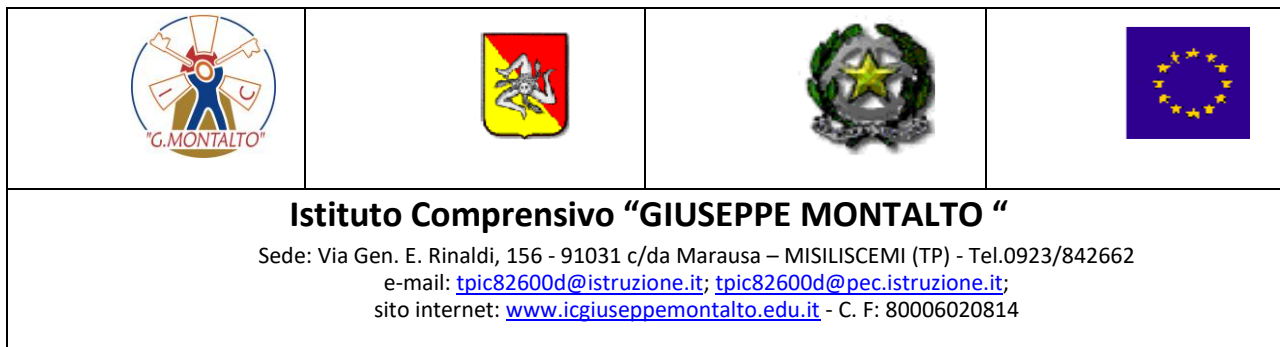 I C
"G.MONTALTO"
Istituto Comprensivo “GIUSEPPE MONTALTO “
Sede: Via Gen. E. Rinaldi, 156 - 91031 c/da Marausa – MISILISCEMI (TP) - Tel.0923/842662
e-mail: tpic82600d@istruzione.it; tpic82600d@pec.istruzione.it;
sito internet: www.icgiuseppemontalto.edu.it - C. F: 80006020814